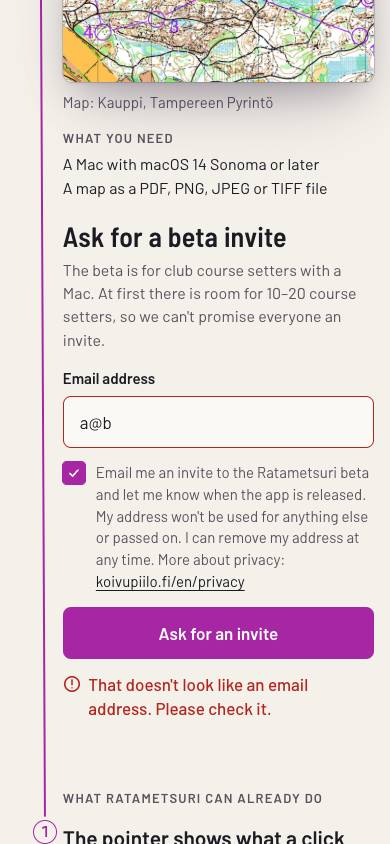 4
3
Map: Kauppi, Tampereen Pyrintö
WHAT YOU NEED
A Mac with macOS 14 Sonoma or later
A map as a PDF, PNG, JPEG or TIFF file
Ask for a beta invite
The beta is for club course setters with a
Mac. At first there is room for 10–20 course
setters, so we can't promise everyone an
invite.
Email address
a@b
Email me an invite to the Ratametsuri beta
and let me know when the app is released.
My address won't be used for anything else
or passed on. I can remove my address at
any time. More about privacy:
koivupiilo.fi/en/privacy
Ask for an invite
That doesn't look like an email
address. Please check it.
WHAT RATAMETSURI CAN ALREADY DO
1
The pointer shows what a click